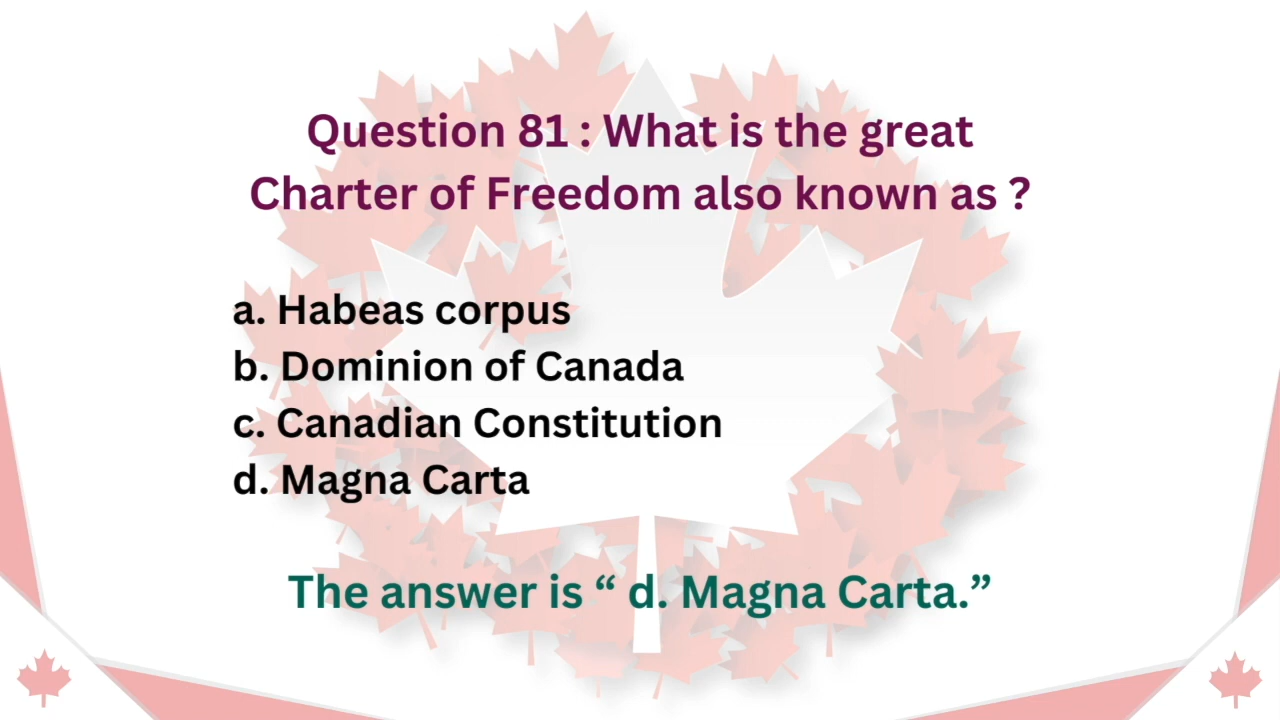 Question 81 : What is the great
Charter of Freedom also known as ?
a. Habeas corpus
b. Dominion of Canada
c. Canadian Constitution
d. Magna Carta
The answer is “ d. Magna Carta.”